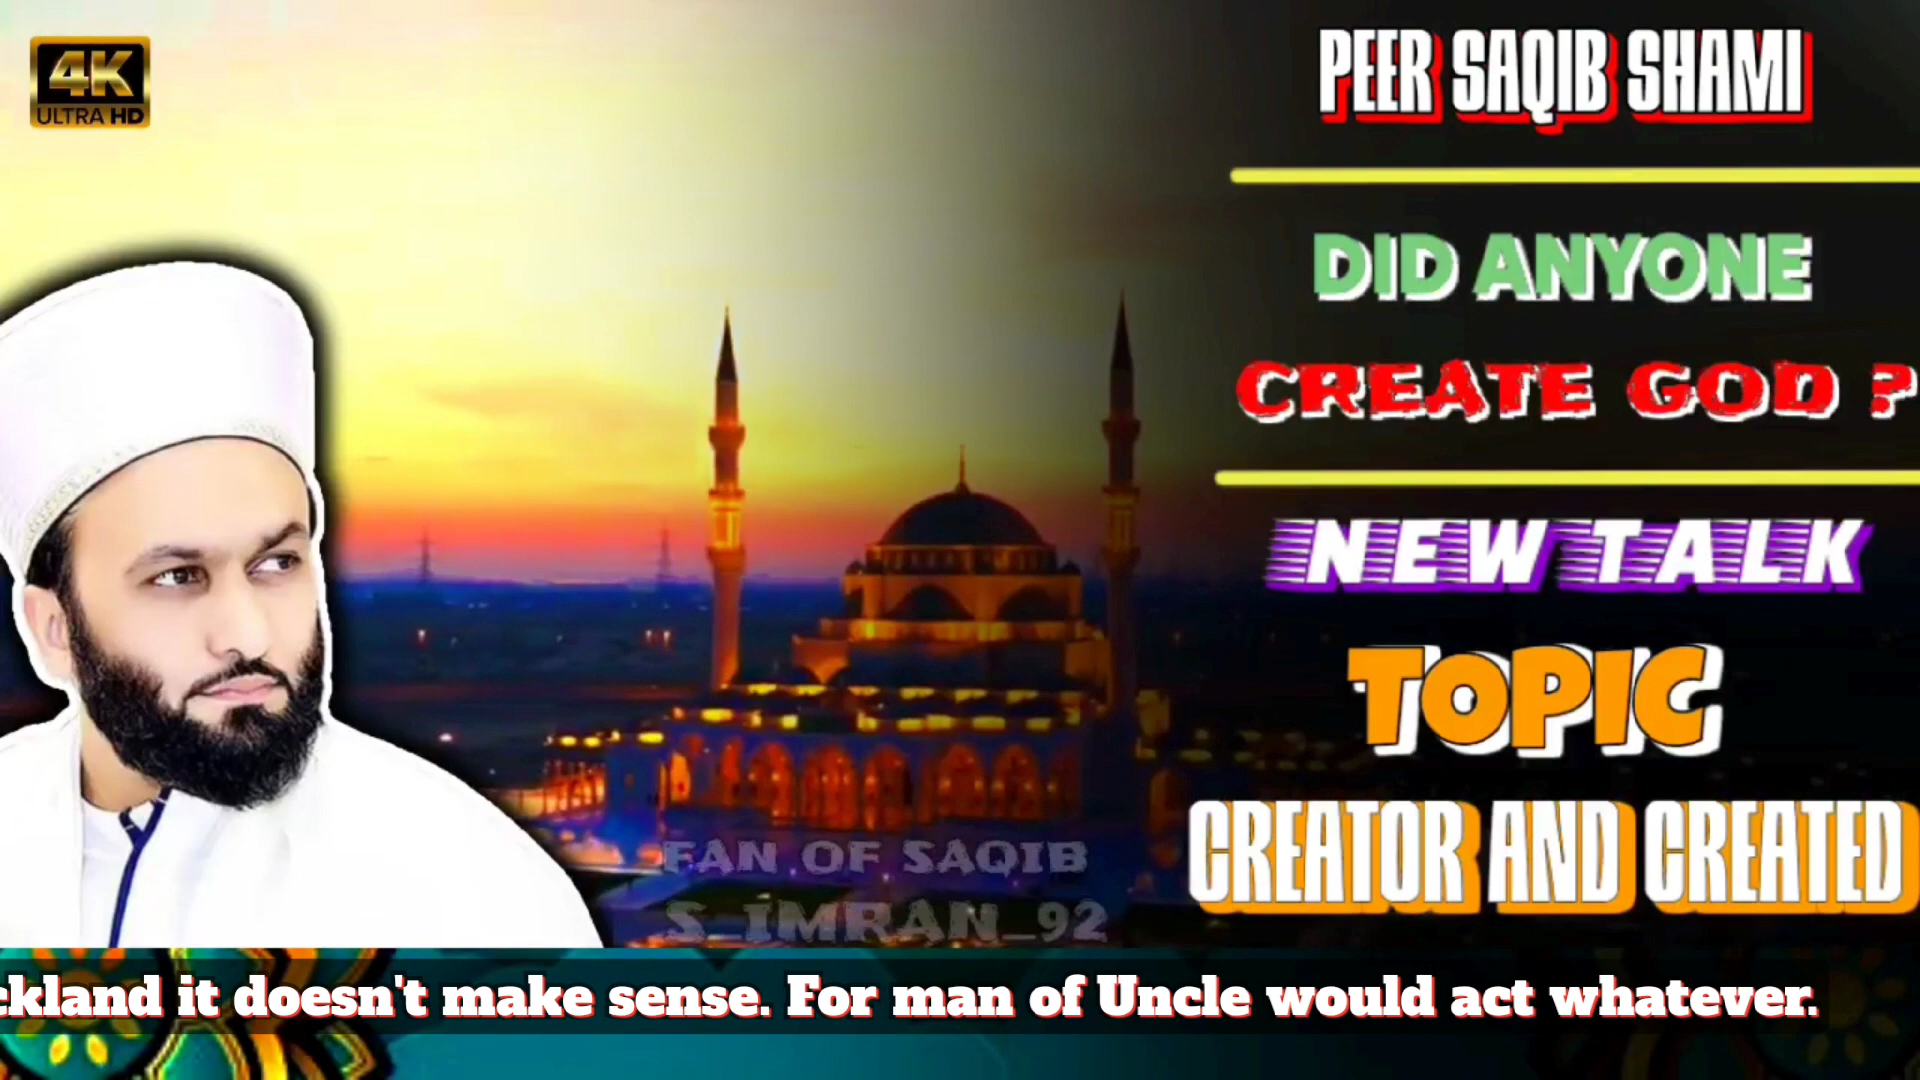 4K
ULTRA HD
PEER SAQIB SHAMI
DID ANYONE
CREATE GOD ?
NEW TALK
TOPIC
CREATOR AND CREATED
FAN OF SAQIB
S_IMRAN_92
ckland it doesn't make sense. For man of Uncle would act whatever.